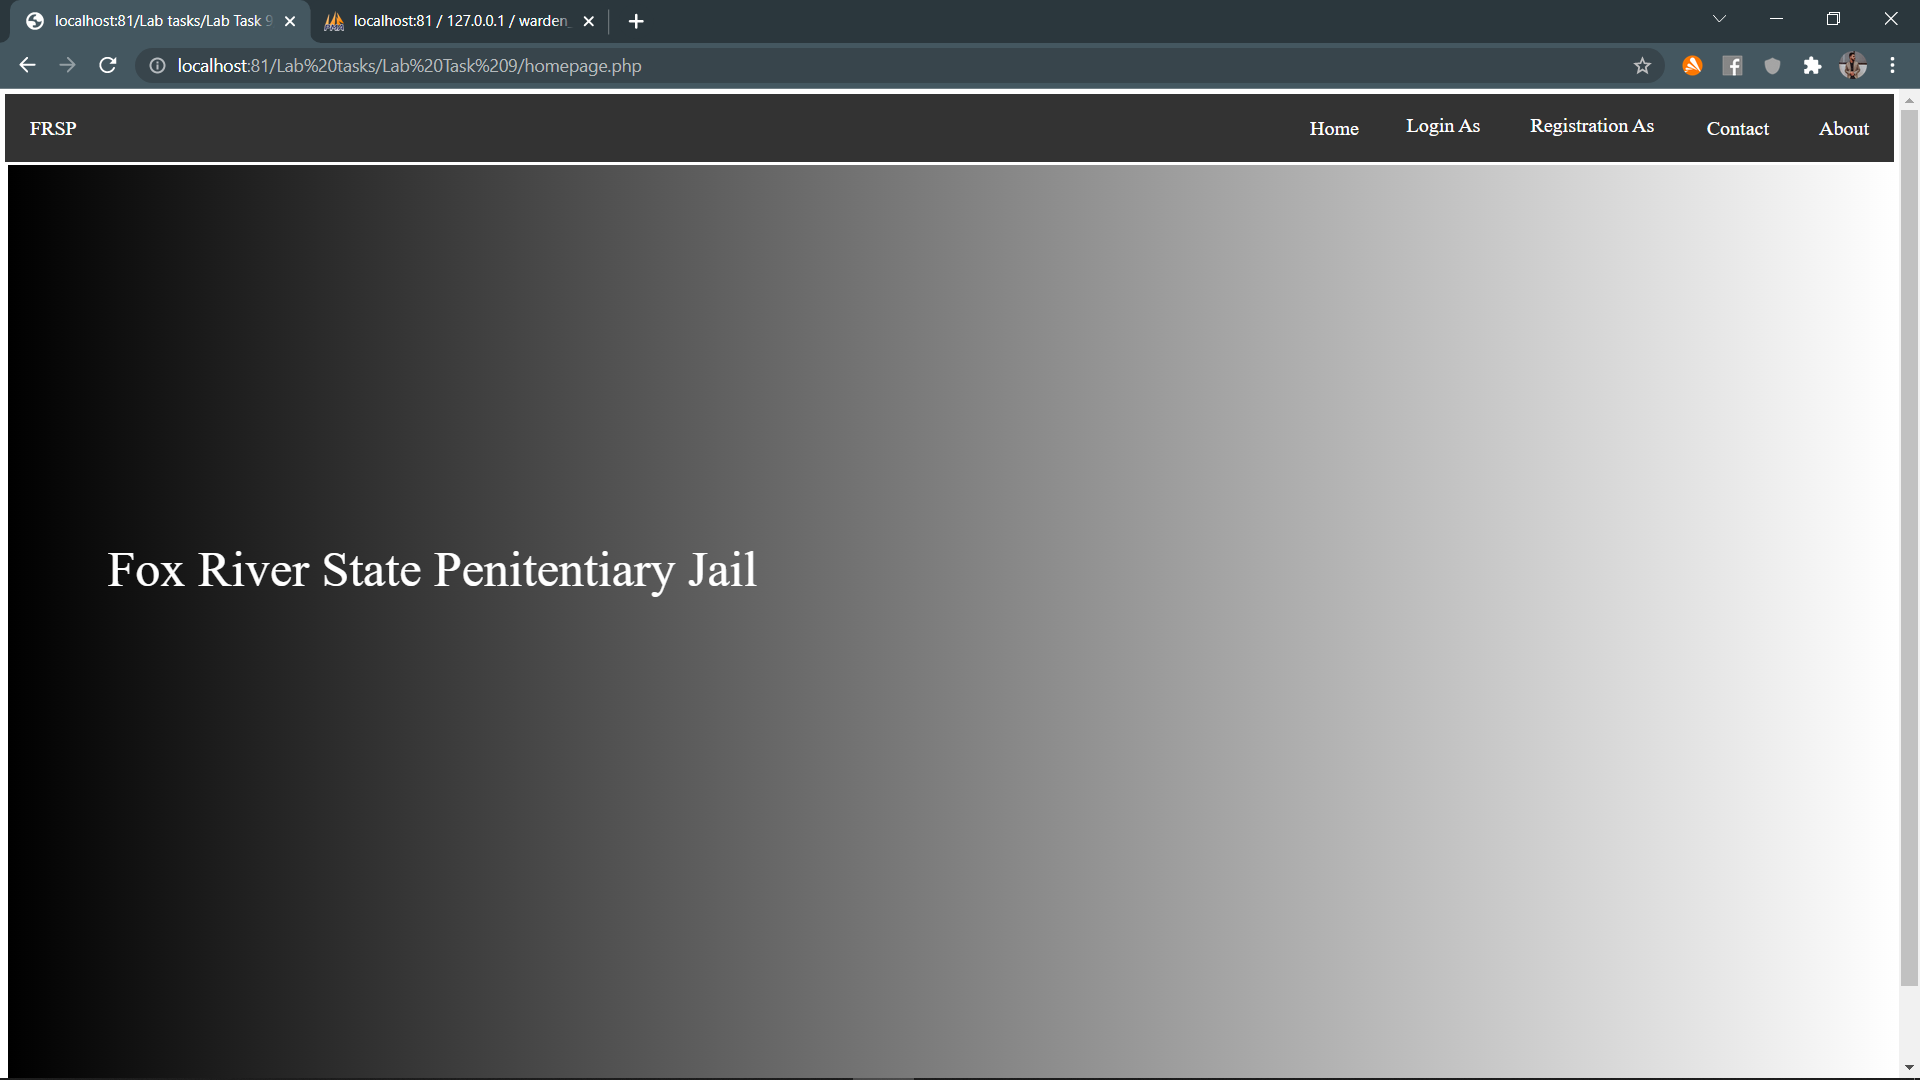 localhost:81/Lab tasks/Lab Task 9
localhost:81 / 127.0.0.1 / warden_
localhost:81/Lab%20tasks/Lab%20Task%209/homepage.php
FRSP Home Login As Registration As Contact About
Fox River State Penitentiary Jail